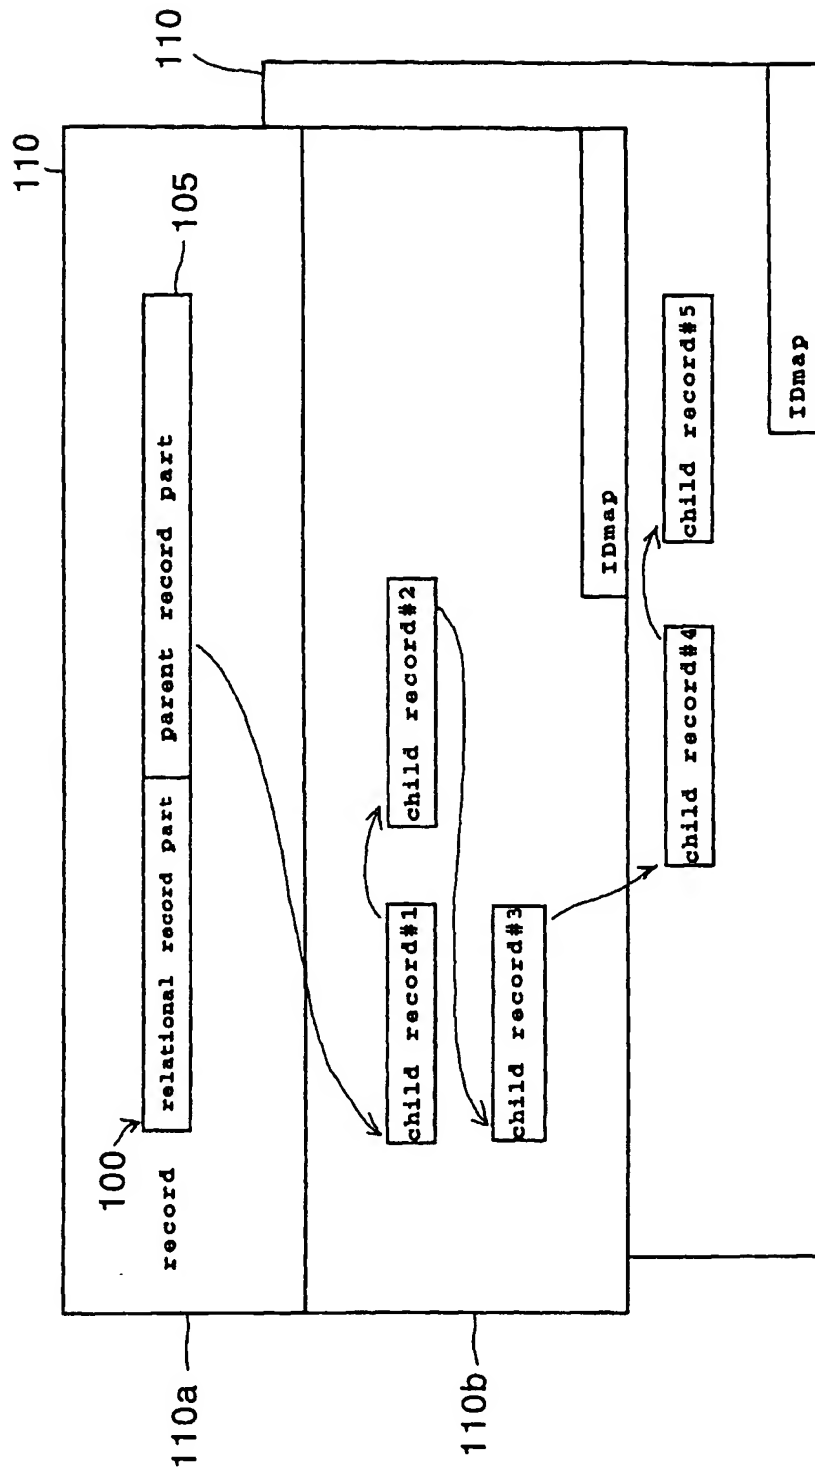 110
110
105
100
record
relational record part
parent record part
110a
child record#1
child record#2
110b
child record#3
IDmap
child record#4
child record#5
IDmap